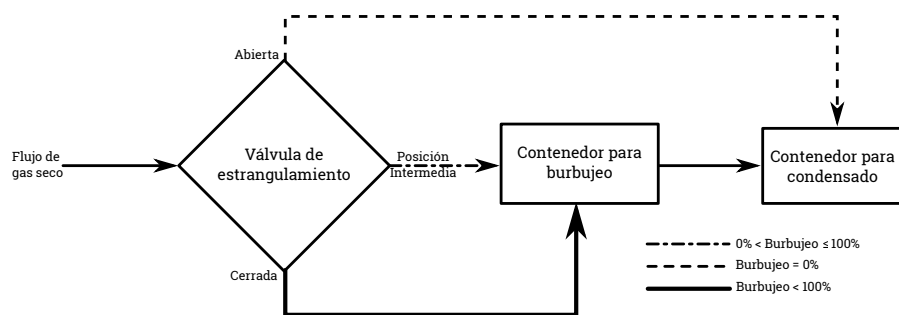 Abierta
Flujo de
gas seco
Válvula de
estrangulamiento
Posición
Intermedia
Contenedor para
burbujeo
Contenedor para
condensado
Cerrada
0% < Burbujeo ≤ 100%
Burbujeo = 0%
Burbujeo < 100%